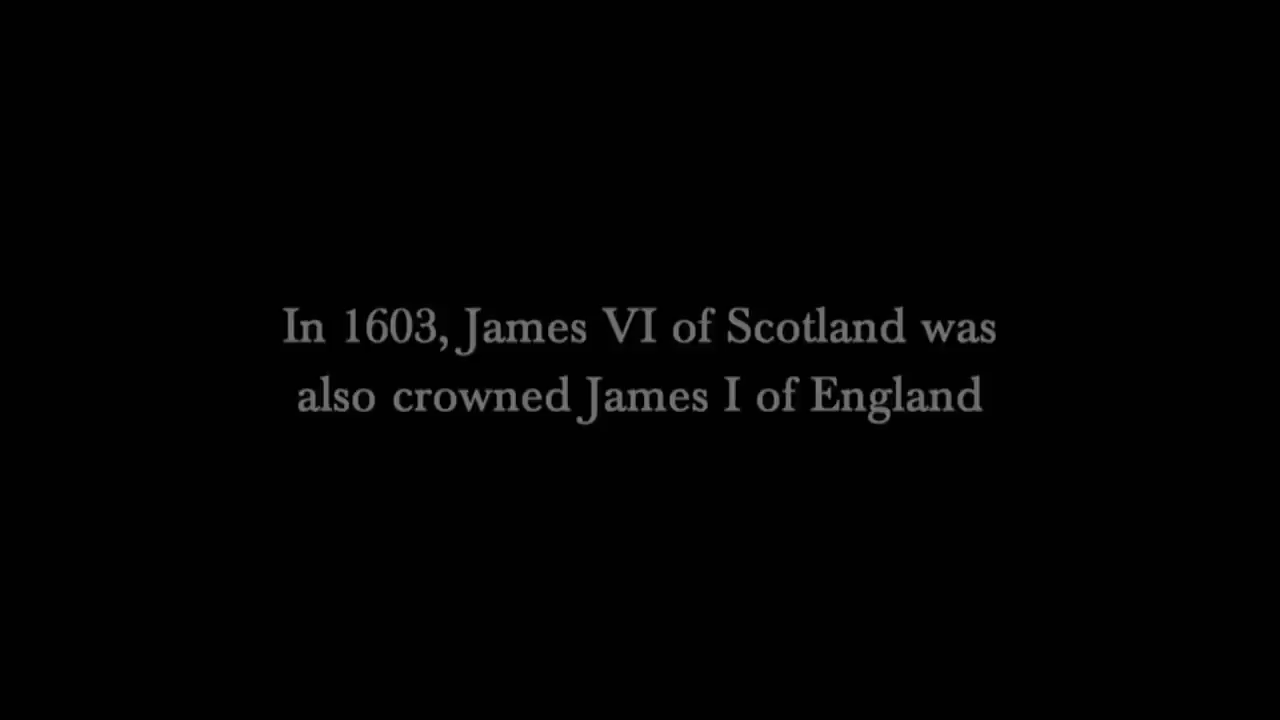 In 1603, James VI of Scotland was
also crowned James I of England